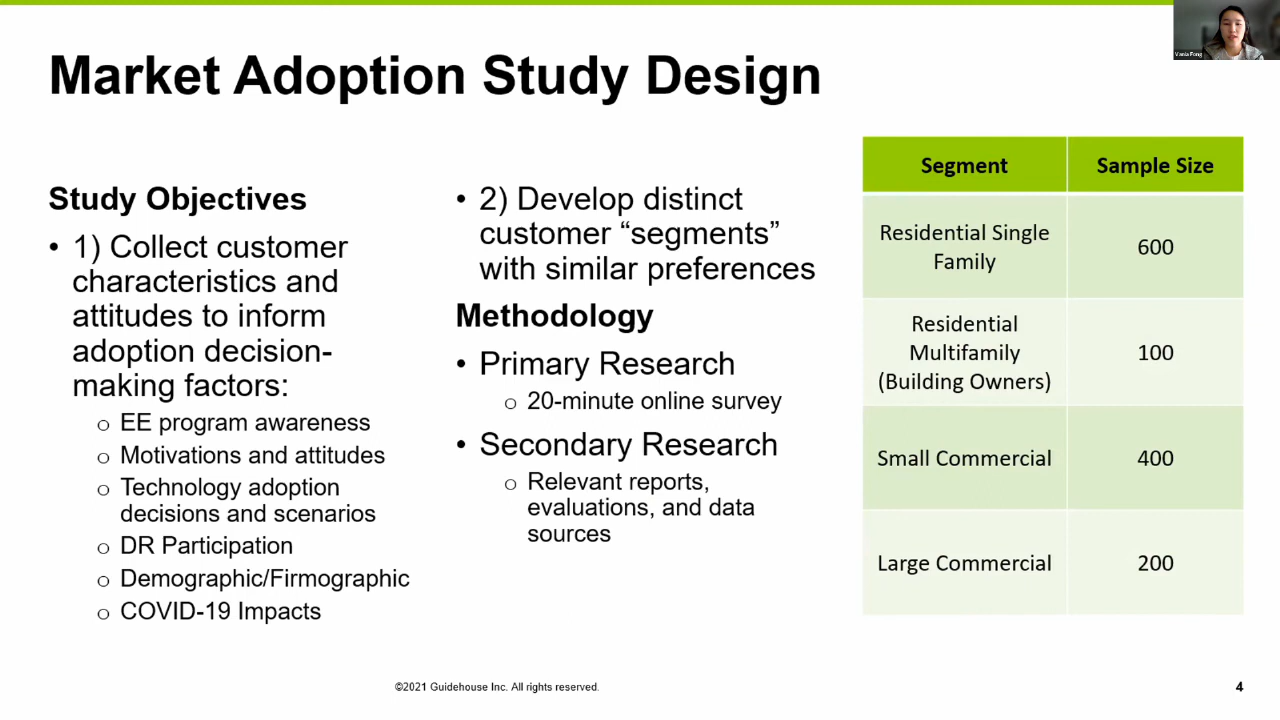 Vania Fong
Market Adoption Study Design
Study Objectives
• 1) Collect customer
characteristics and
attitudes to inform
adoption decision-
making factors:
o EE program awareness
o Motivations and attitudes
o Technology adoption
decisions and scenarios
o DR Participation
o Demographic/Firmographic
o COVID-19 Impacts
• 2) Develop distinct
customer “segments”
with similar preferences
Methodology
• Primary Research
o 20-minute online survey
• Secondary Research
o Relevant reports,
evaluations, and data
sources
Segment Sample Size
Residential Single
Family
600
Residential
Multifamily
(Building Owners)
100
Small Commercial 400
Large Commercial 200
©2021 Guidehouse Inc. All rights reserved.
4